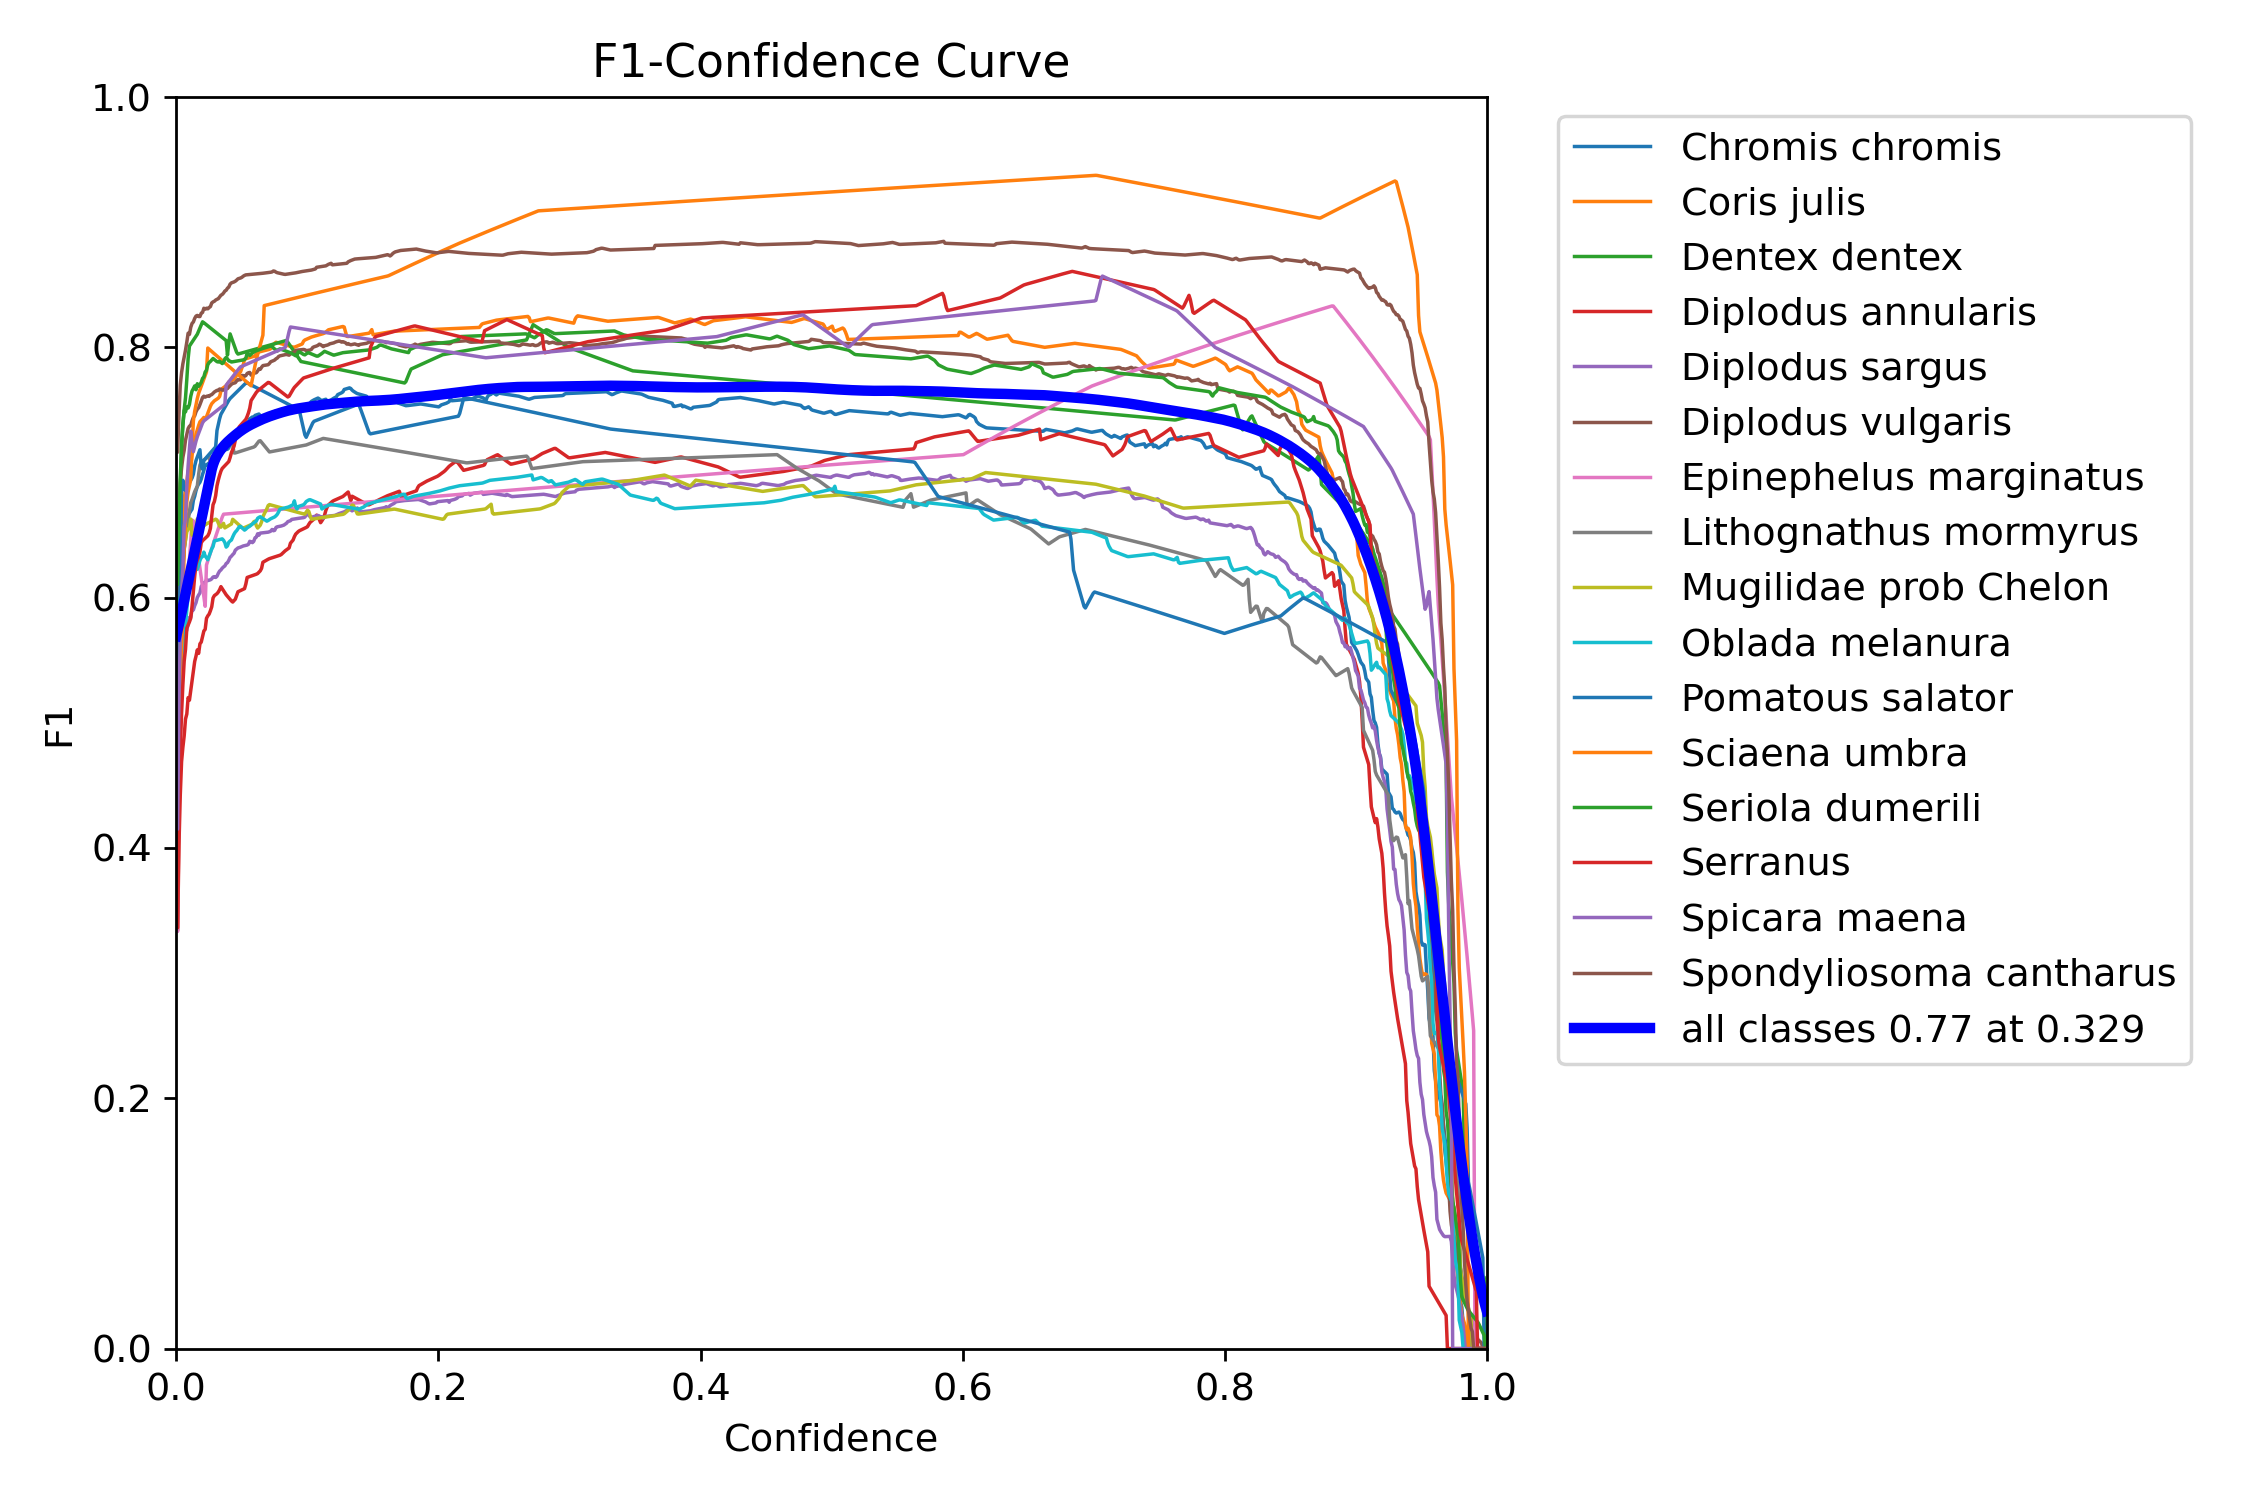 F1-Confidence Curve
1.0
0.8
0.6
0.4
0.2
0.0
F1
0.0 0.2 0.4 0.6 0.8 1.0
Confidence
Chromis chromis
Coris julis
Dentex dentex
Diplodus annularis
Diplodus sargus
Diplodus vulgaris
Epinephelus marginatus
Lithognathus mormyrus
Mugilidae prob Chelon
Oblada melanura
Pomatous salator
Sciaena umbra
Seriola dumerili
Serranus
Spicara maena
Spondyliosoma cantharus
all classes 0.77 at 0.329